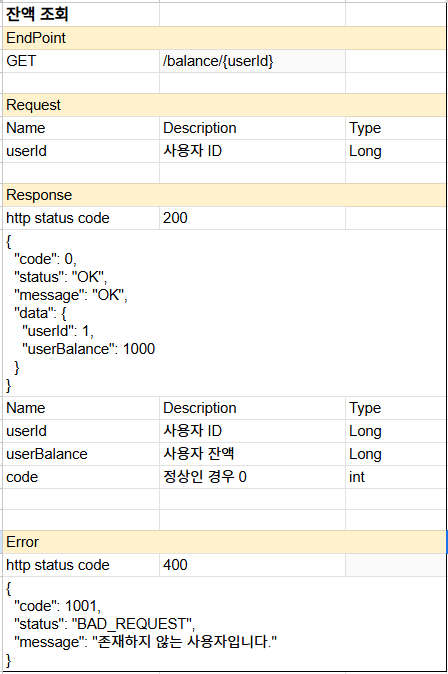 잔액 조회
EndPoint
GET /balance/{userId}
Request
Name Description Type
userId 사용자 ID Long
Response
http status code 200
{
"code": 0,
"status": "OK",
"message": "OK",
"data": {
"userId": 1,
"userBalance": 1000
}
}
Name Description Type
userId 사용자 ID Long
userBalance 사용자 잔액 Long
code 정상인 경우 0 int
Error
http status code 400
{
"code": 1001,
"status": "BAD_REQUEST",
"message": "존재하지 않는 사용자입니다."
}